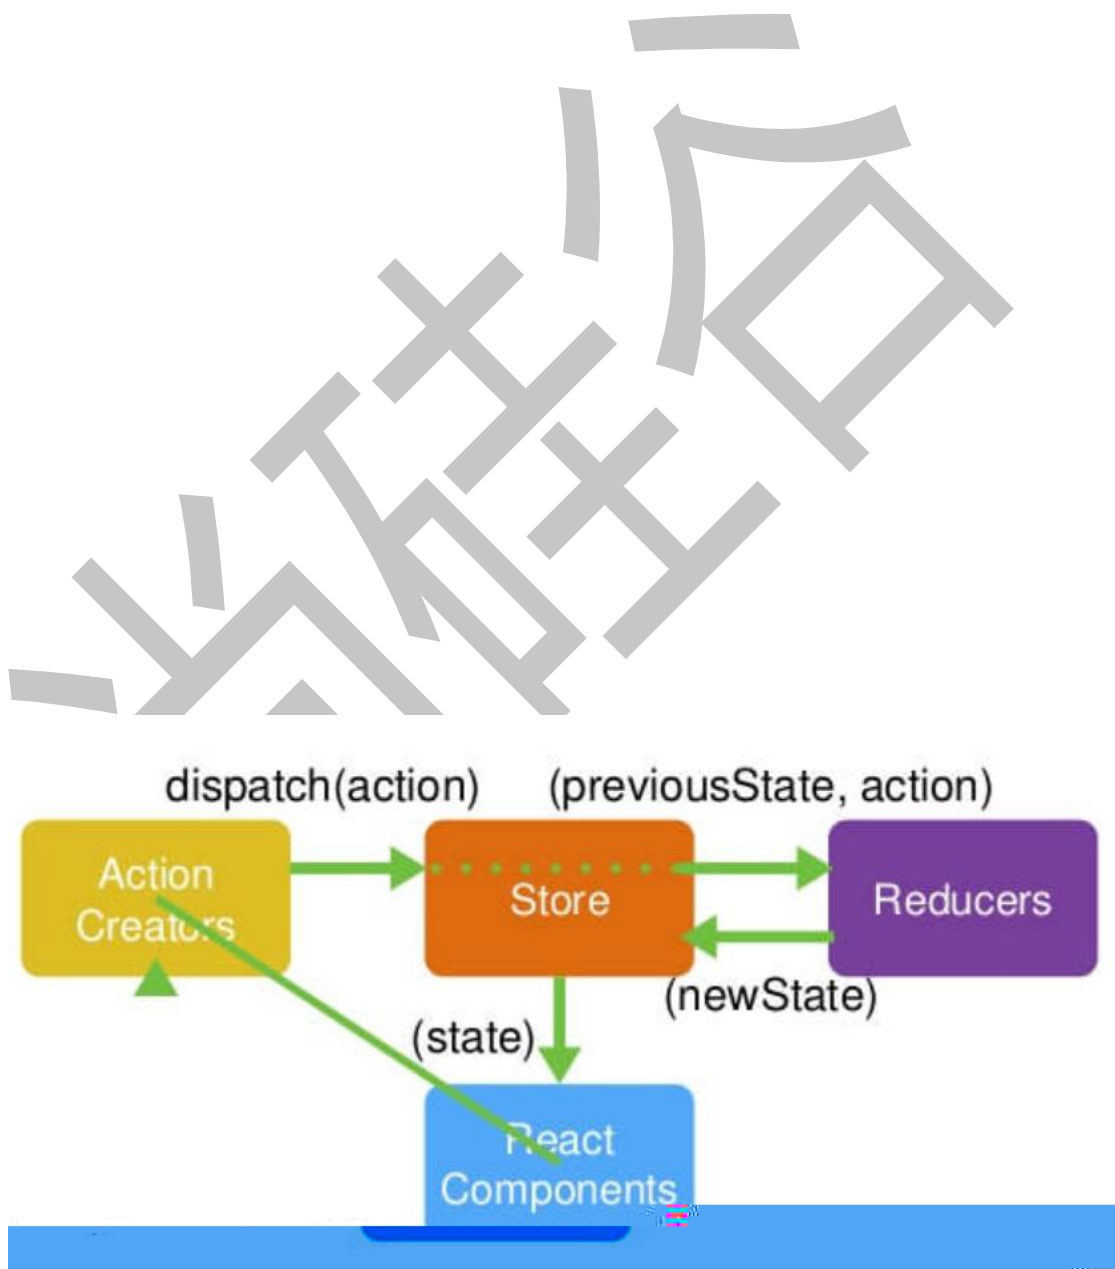 尚硅谷
dispatch(action) (previousState, action)
Action
Creators
Store
Reducers
(newState)
(state)
React
Components